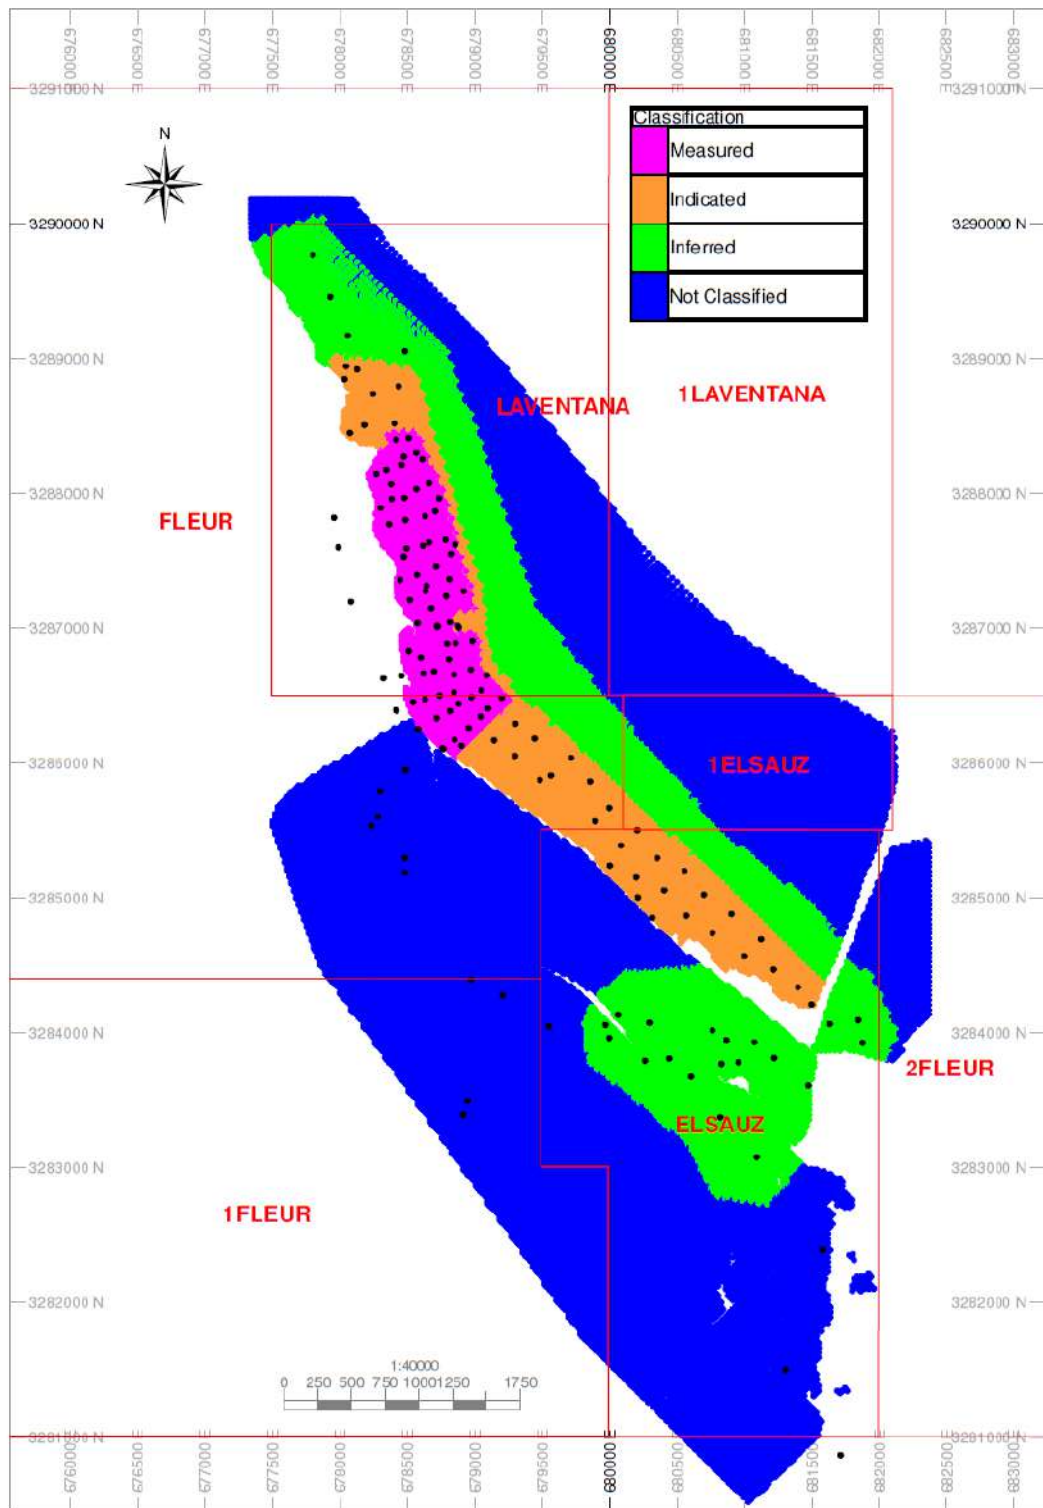 676000 E
676500 E
677000 E
677500 E
678000 E
678500 E
679000 E
679500 E
680000 E
680500 E
681000 E
681500 E
682000 E
682500 E
683000 E
3291000 N
3291000 N
Classification
Measured
Indicated
Inferred
Not Classified
N
3290000 N
3290000 N
3289000 N
3289000 N
LAVENTANA
1LAVENTANA
3288000 N
3288000 N
FLEUR
3287000 N
3287000 N
3286000 N
1ELSAUZ
3286000 N
3285000 N
3285000 N
3284000 N
3284000 N
2FLEUR
ELSAUZ
3283000 N
3283000 N
1FLEUR
3282000 N
3282000 N
1:40000
0 250 500 750 1000 1250 1750
3281000 N
3281000 N
676000 E
676500 E
677000 E
677500 E
678000 E
678500 E
679000 E
679500 E
680000 E
680500 E
681000 E
681500 E
682000 E
682500 E
683000 E